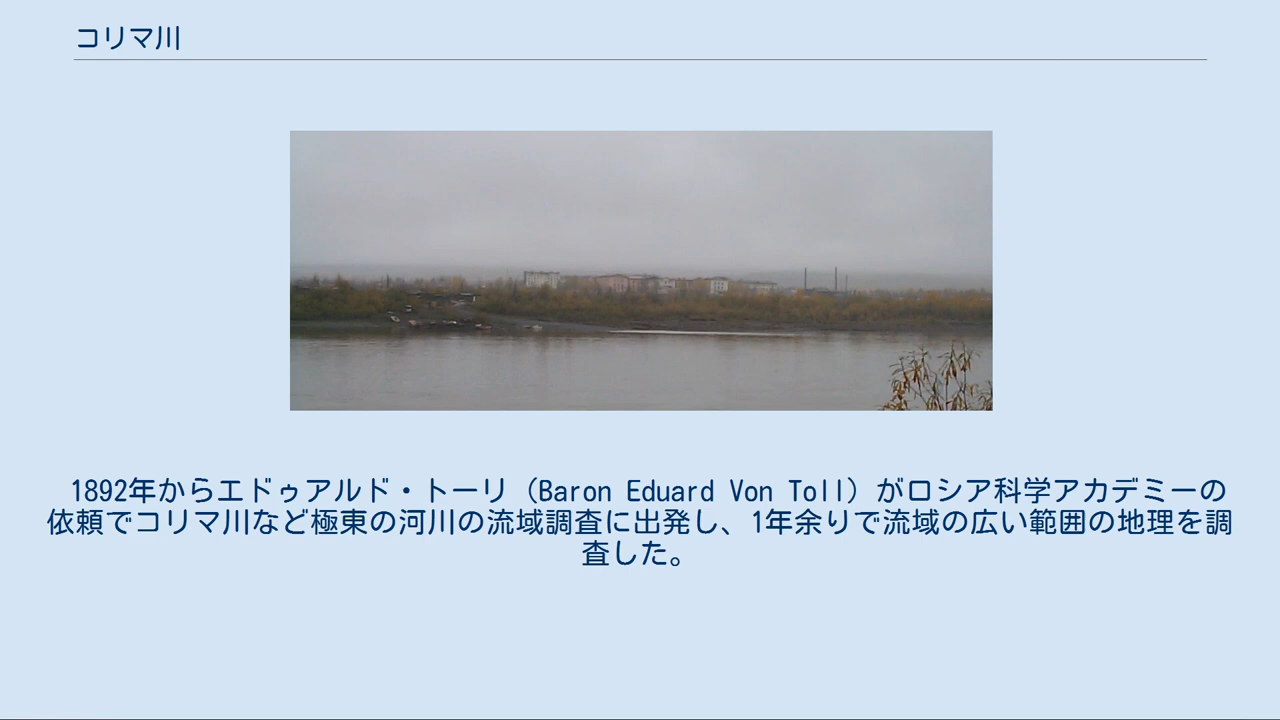 コリマ川
1892年からエドゥアルド・トーリ（Baron Eduard Von Toll）がロシア科学アカデミーの
依頼でコリマ川など極東の河川の流域調査に出発し、1年余りで流域の広い範囲の地理を調
査した。